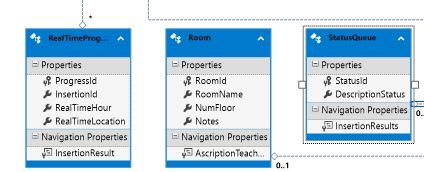 *
RealTimeProg...
Properties
ProgressId
InsertionId
RealTimeHour
RealTimeLocation
Navigation Properties
InsertionResult
Room
Properties
RoomId
RoomName
NumFloor
Notes
Navigation Properties
AscriptionTeach...
0..1
StatusQueue
Properties
StatusId
DescriptionStatus
Navigation Properties
InsertionResults
0..